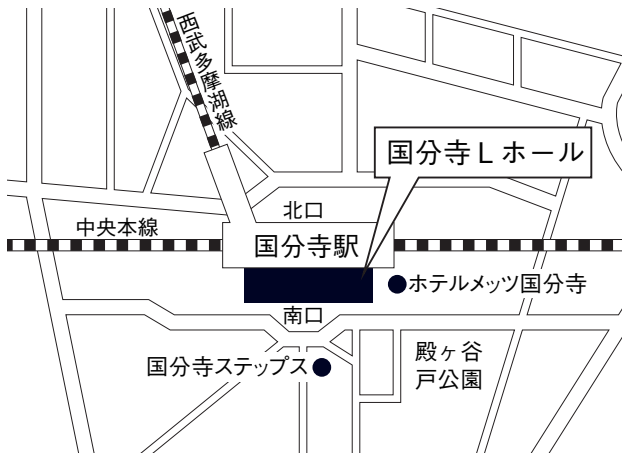 西武多摩湖線
国分寺Lホール
北口
中央本線
国分寺駅
ホテルメッツ国分寺
南口
国分寺ステップス
殿ヶ谷
戸公園